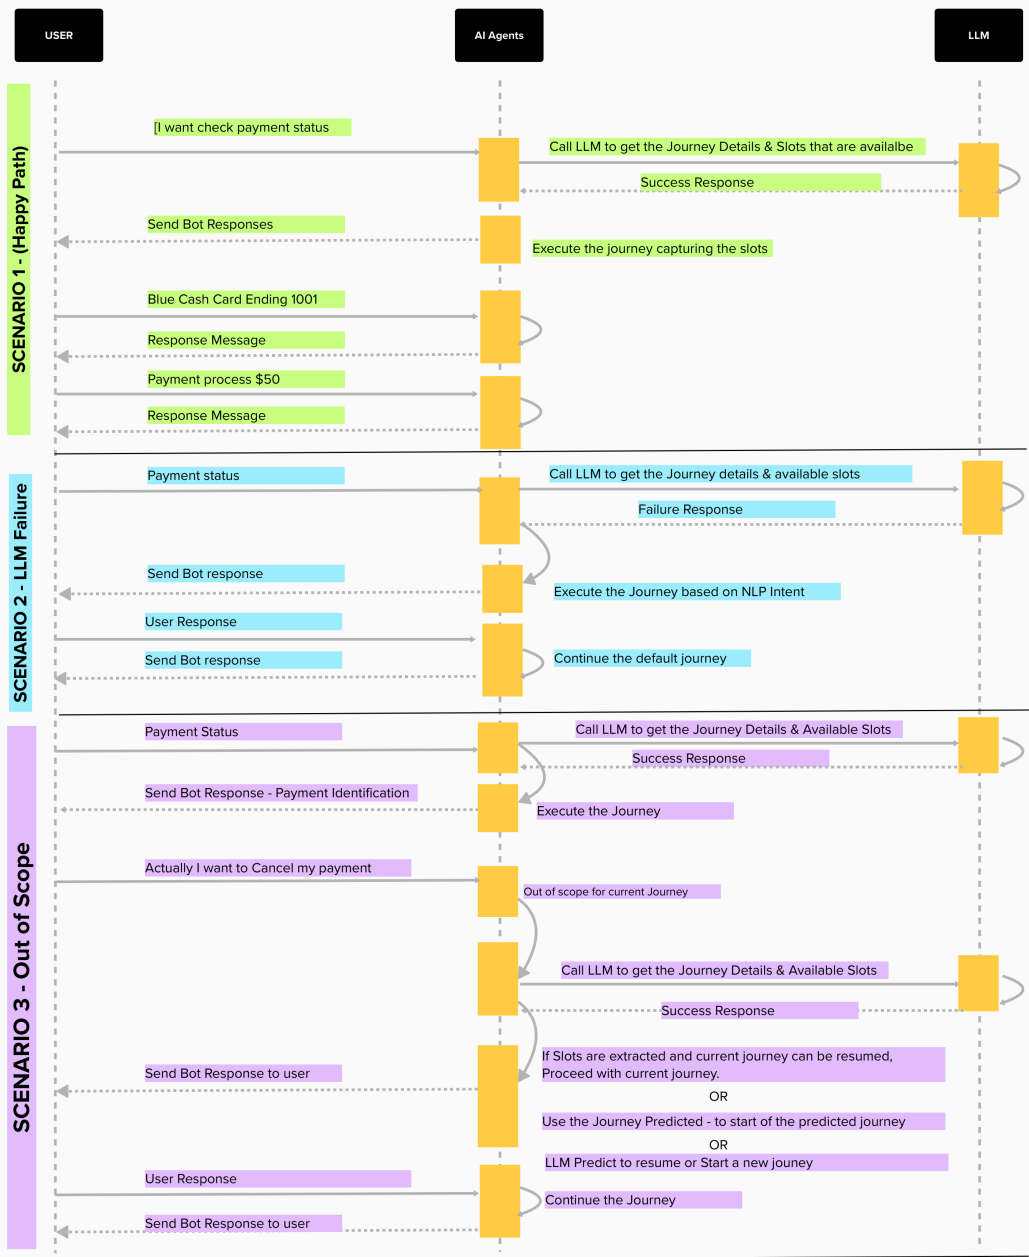 USER
AI Agents
LLM
SCENARIO 1 - (Happy Path)
[I want check payment status
Call LLM to get the Journey Details & Slots that are availalbe
Success Response
Send Bot Responses
Execute the journey capturing the slots
Blue Cash Card Ending 1001
Response Message
Payment process $50
Response Message
SCENARIO 2 - LLM Failure
Payment status
Call LLM to get the Journey details & available slots
Failure Response
Send Bot response
Execute the Journey based on NLP Intent
User Response
Send Bot response
Continue the default journey
SCENARIO 3 - Out of Scope
Payment Status
Call LLM to get the Journey Details & Available Slots
Success Response
Send Bot Response - Payment Identification
Execute the Journey
Actually I want to Cancel my payment
Out of scope for current Journey
Call LLM to get the Journey Details & Available Slots
Success Response
If Slots are extracted and current journey can be resumed,
Proceed with current journey.
Send Bot Response to user
OR
Use the Journey Predicted - to start of the predicted journey
OR
LLM Predict to resume or Start a new jouney
User Response
Continue the Journey
Send Bot Response to user